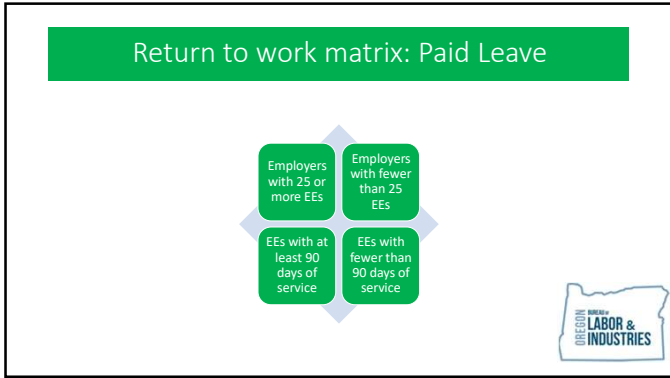 Return to work matrix: Paid Leave
Employers
with 25 or
more EEs
Employers
with fewer
than 25
EEs
EEs with at
least 90
days of
service
EEs with
fewer than
90 days of
service
OREGON
BUREAU OF
LABOR &
INDUSTRIES